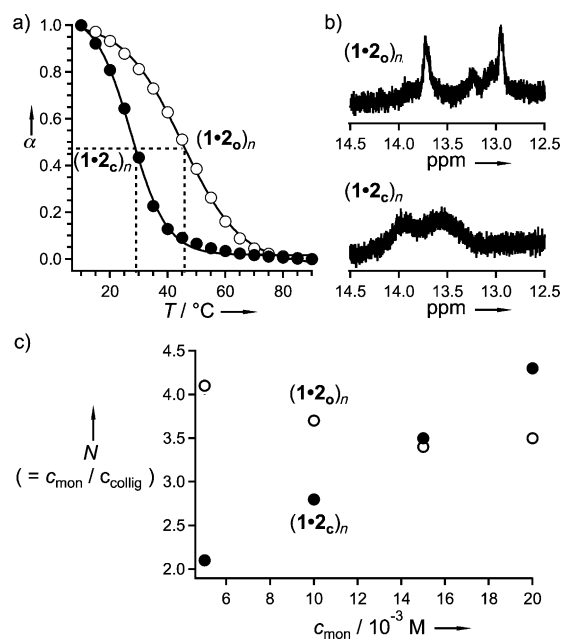 a)
1.0
0.8
0.6
0.4
0.2
0.0
α
(1•2c)n
(1•2o)n
20 40 60 80
T / °C
b)
(1•2o)n
14.5 14.0 13.5 13.0 12.5
ppm
(1•2c)n
14.5 14.0 13.5 13.0 12.5
ppm
c)
4.5
4.0
3.5
3.0
2.5
2.0
N
( = cmon / ccollig )
(1•2o)n
(1•2c)n
6 8 10 12 14 16 18 20
cmon / 10-3 M